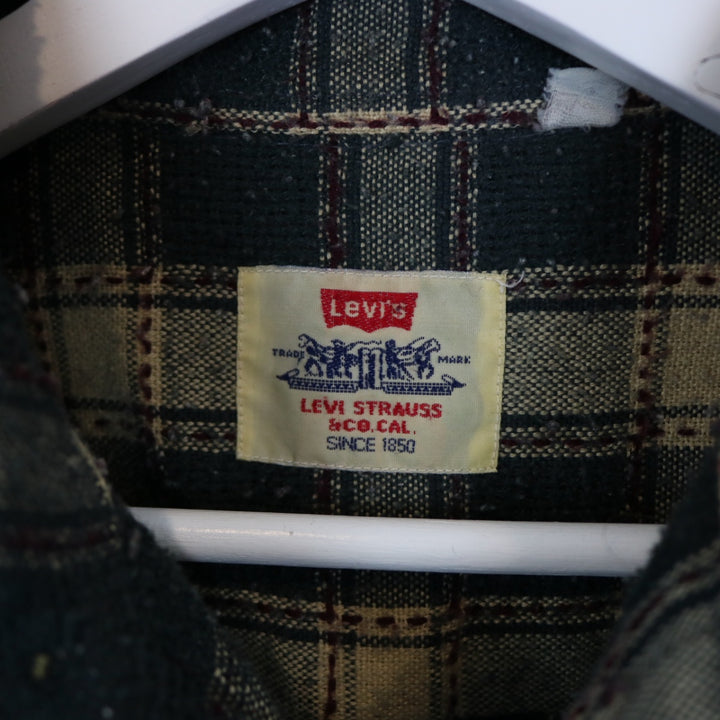 Levi's
TRADE MARK
LEVI STRAUSS
&CO.CAL.
SINCE 1850